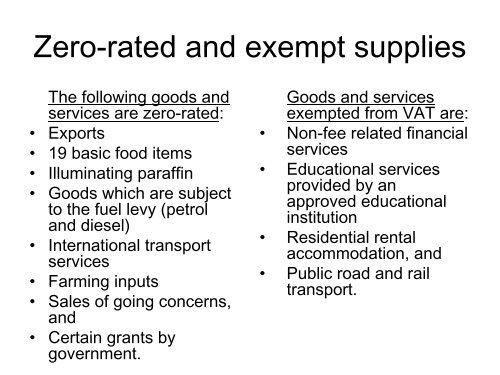 Zero-rated and exempt supplies
The following goods and
services are zero-rated:
• Exports
• 19 basic food items
• Illuminating paraffin
• Goods which are subject
to the fuel levy (petrol
and diesel)
• International transport
services
• Farming inputs
• Sales of going concerns,
and
• Certain grants by
government.
Goods and services
exempted from VAT are:
• Non-fee related financial
services
• Educational services
provided by an
approved educational
institution
• Residential rental
accommodation, and
• Public road and rail
transport.